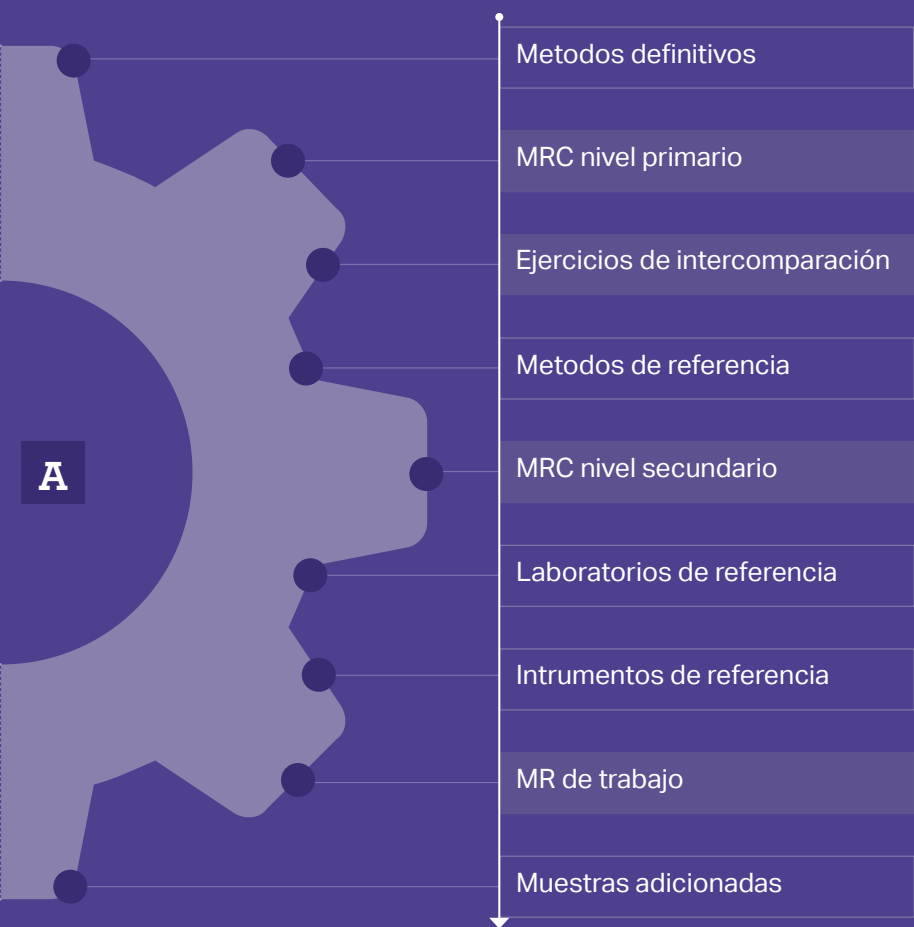 Metodos definitivos
MRC nivel primario
Ejercicios de intercomparación
Metodos de referencia
MRC nivel secundario
A
Laboratorios de referencia
Intrumentos de referencia
MR de trabajo
Muestras adicionadas